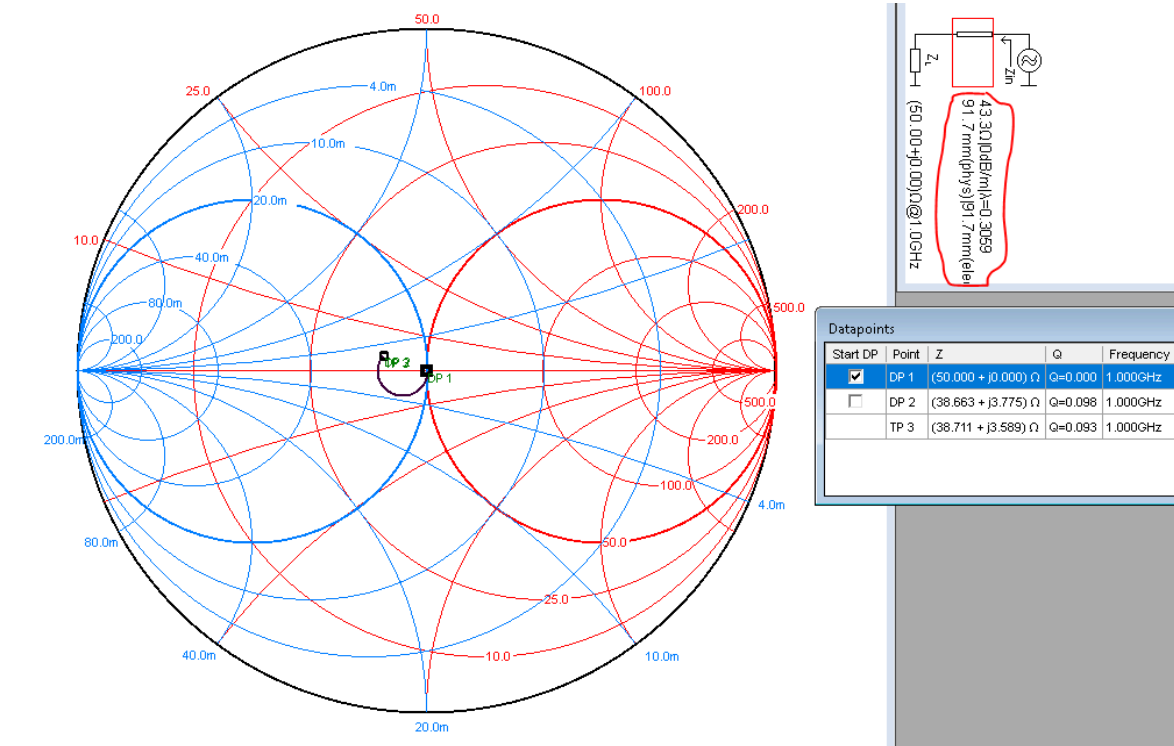 50.0
25.0
4.0m
100.0
10.0m
20.0m
200.0
10.0
40.0m
80.0m
500.0
200.0
DP 1
500.0
200.0m
200.0
100.0
4.0m
80.0m
50.0
25.0
40.0m
10.0
10.0m
20.0m
ZL
Zin
43.3Ω|0dB/m|λ=0.3059
91.7mm(phys)|91.7mm(ele
(50.00+j0.00)Ω@1.0GHz
Datapoints
Start DP Point Z Q Frequency
DP 1 (50.000 + j0.000) Ω Q=0.000 1.000GHz
DP 2 (38.663 + j3.775) Ω Q=0.098 1.000GHz
TP 3 (38.711 + j3.589) Ω Q=0.093 1.000GHz